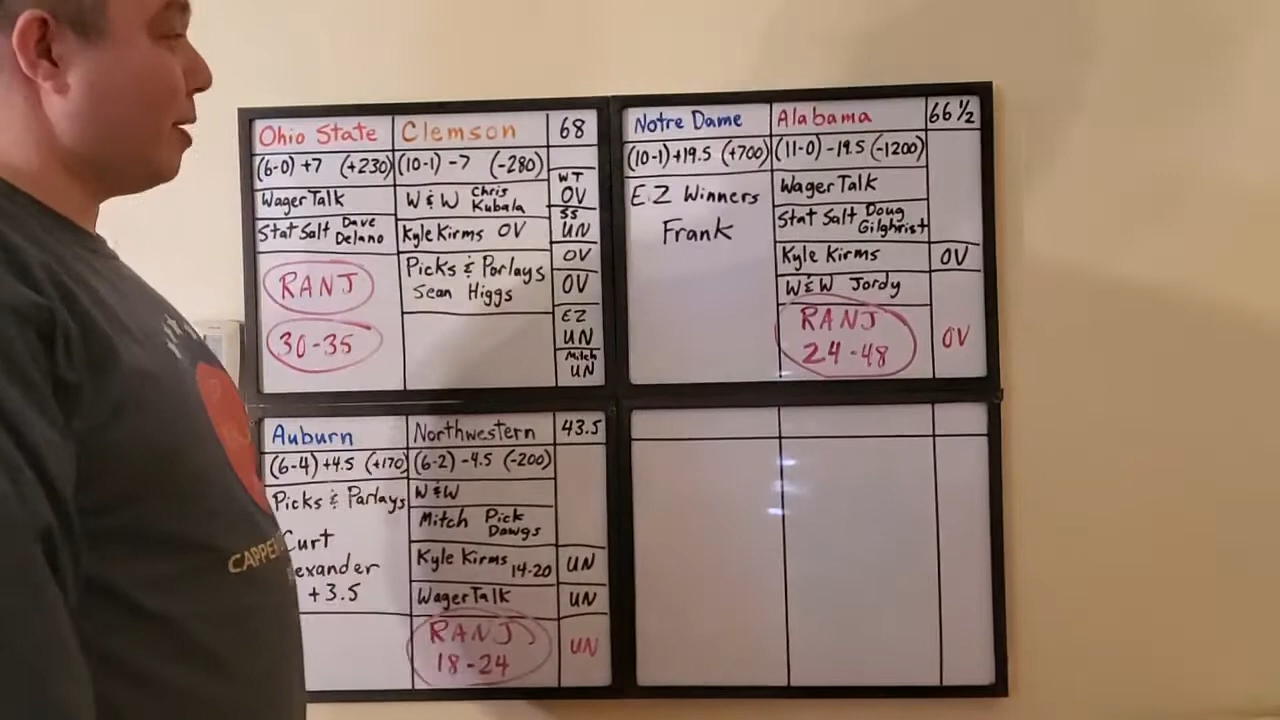 Ohio State Clemson 68
(6-0) +7 (+230) (10-1) -7 (-280)
WagerTalk
Stat Salt Dave Delano
RANJ
30-35
W & W Chris Kubala
Kyle Kirms OV
Picks & Parlays
Sean Higgs
WT
OV
SS
UN
OV
OV
EZ
UN
Mitch
UN
Notre Dame Alabama 66 ½
(10-1) +19.5 (+700) (11-0) -19.5 (-1200)
EZ Winners
Frank
WagerTalk
Stat Salt Doug Gilghrist
Kyle Kirms OV
W & W Jordy
RANJ
24-48 OV
Auburn Northwestern 43.5
(6-4) +4.5 (+170) (6-2) -4.5 (-200)
Picks & Parlays
Curt
exander
+3.5
W & W
Mitch Pick Dawgs
Kyle Kirms 14-20 UN
WagerTalk UN
RANJ
18-24 UN
CAPPE